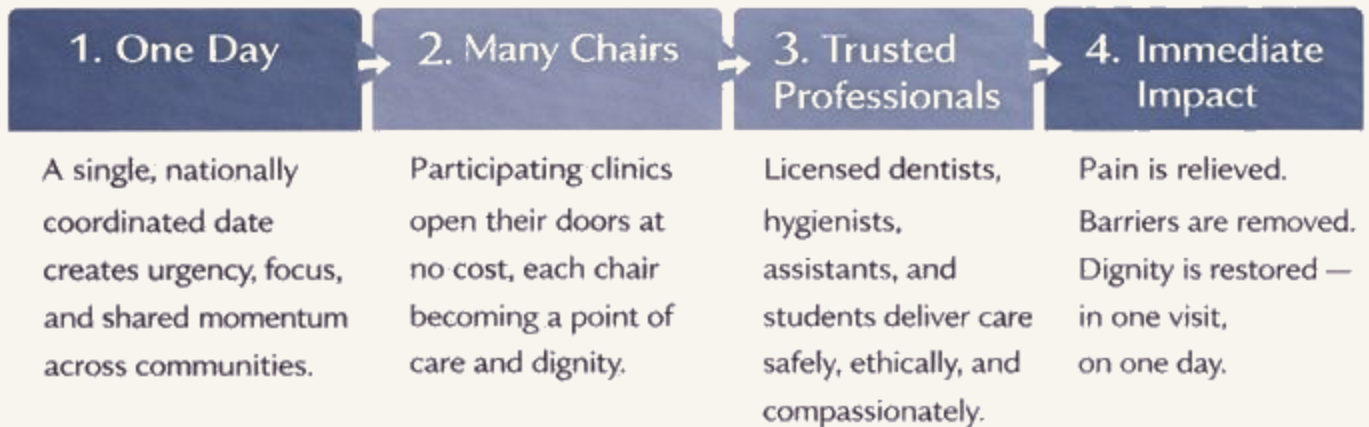 1. One Day
A single, nationally
coordinated date
creates urgency, focus,
and shared momentum
across communities.
2. Many Chairs
Participating clinics
open their doors at
no cost, each chair
becoming a point of
care and dignity.
3. Trusted
Professionals
Licensed dentists,
hygienists,
assistants, and
students deliver care
safely, ethically, and
compassionately.
4. Immediate
Impact
Pain is relieved.
Barriers are removed.
Dignity is restored —
in one visit,
on one day.